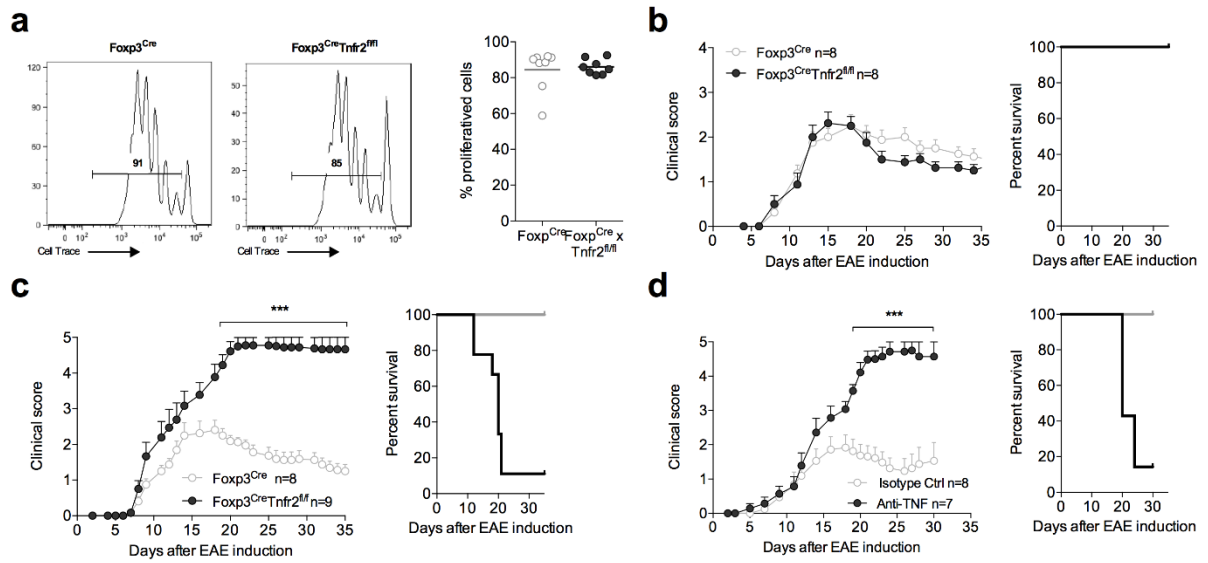 a
Foxp3Cre
Foxp3CreTnfr2fl/fl
120
90
60
30
0
91
0 10² 10³ 10⁴ 10⁵
Cell Trace
50
40
30
20
10
0
85
0 10² 10³ 10⁴ 10⁵
Cell Trace
% proliferatived cells
100
80
60
40
20
0
FoxpCre
FoxpCre x
Tnfr2fl/fl
b
Clinical score
4
3
2
1
0
Foxp3Cre n=8
Foxp3CreTnfr2fl/fl n=8
0 5 10 15 20 25 30 35
Days after EAE induction
Percent survival
100
80
60
40
20
0
0 10 20 30
Days after EAE induction
c
Clinical score
5
4
3
2
1
0
***
Foxp3Cre n=8
Foxp3CreTnfr2fl/fl n=9
0 5 10 15 20 25 30 35
Days after EAE induction
Percent survival
100
80
60
40
20
0
0 10 20 30
Days after EAE induction
d
Clinical score
5
4
3
2
1
0
***
Isotype Ctrl n=8
Anti-TNF n=7
0 5 10 15 20 25 30 35
Days after EAE induction
Percent survival
100
80
60
40
20
0
0 10 20 30
Days after EAE induction